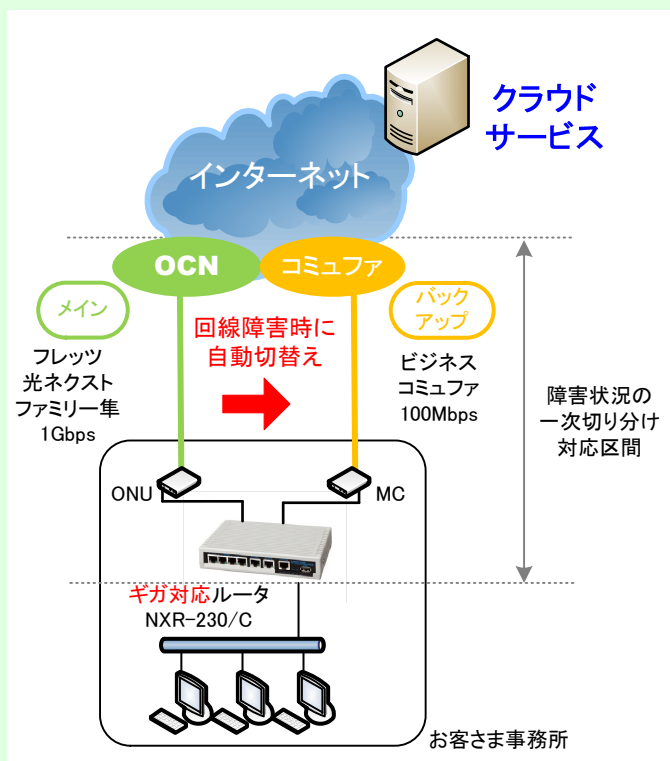 クラウド
サービス
インターネット
OCN
コミュファ
メイン
バック
アップ
回線障害時に
自動切替え
フレッツ
光ネクスト
ファミリー隼
1Gbps
ビジネス
コミュファ
100Mbps
障害状況の
一次切り分け
対応区間
ONU
MC
ギガ対応ルータ
NXR-230/C
お客さま事務所